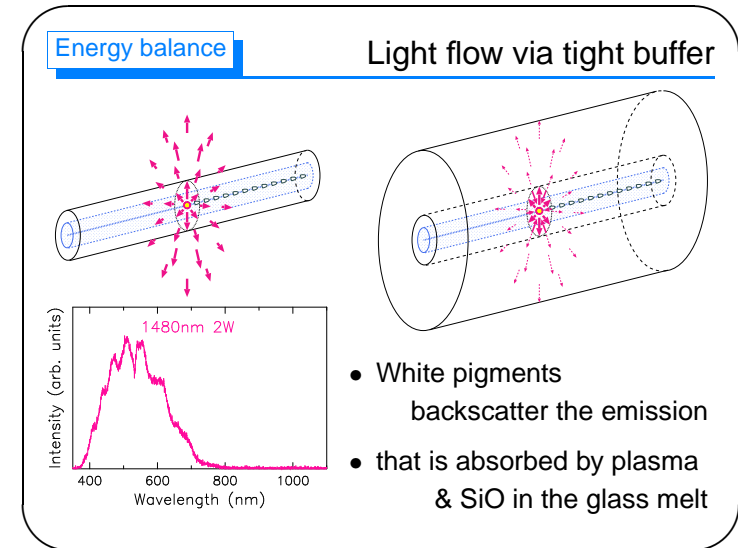 Energy balance
Light flow via tight buffer
1480nm 2W
Intensity (arb. units)
400 600 800 1000
Wavelength (nm)
• White pigments
backscatter the emission
• that is absorbed by plasma
& SiO in the glass melt